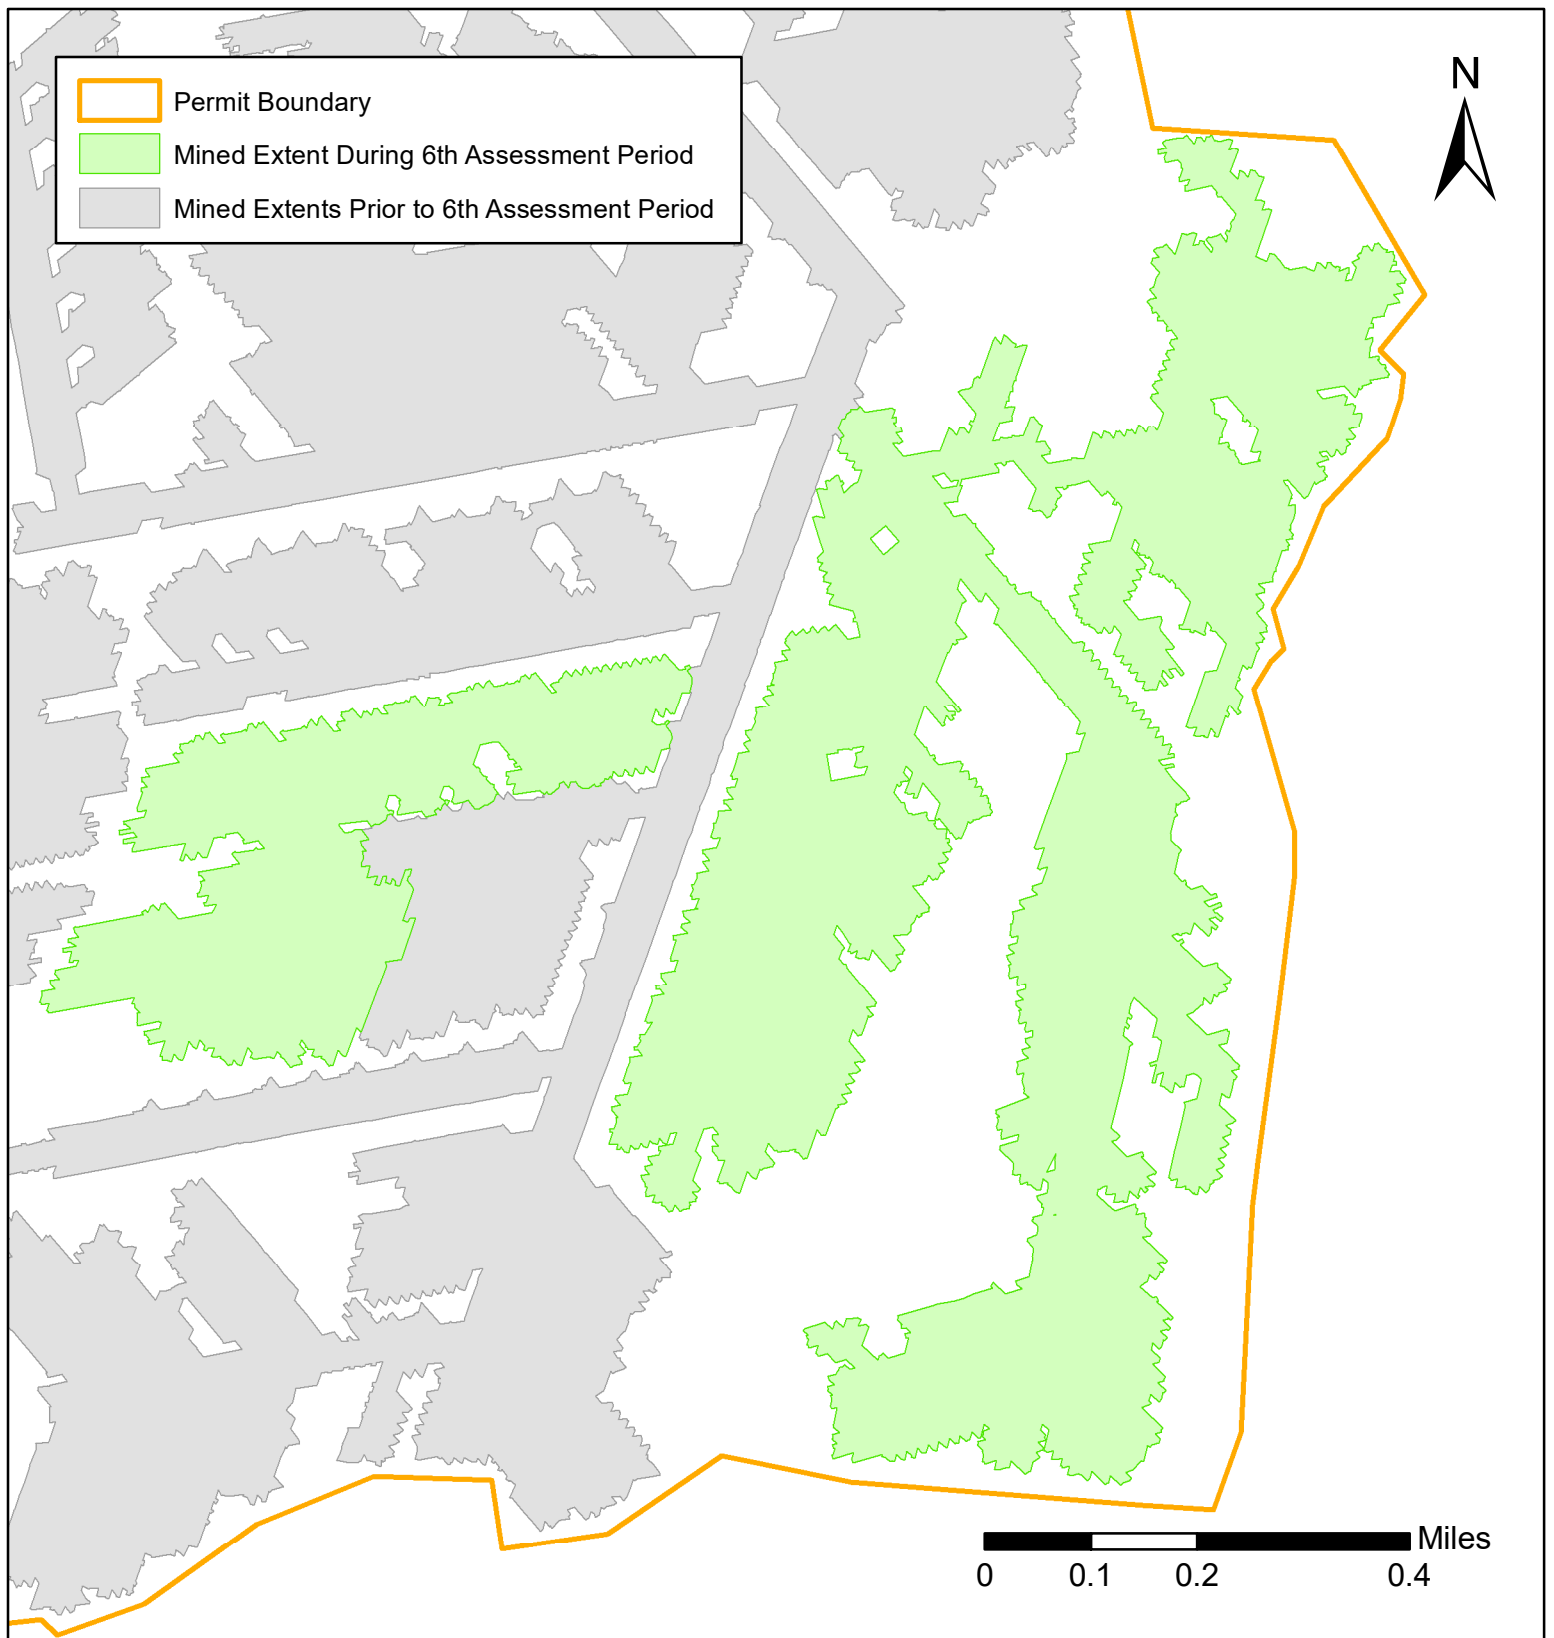 N
Permit Boundary
Mined Extent During 6th Assessment Period
Mined Extents Prior to 6th Assessment Period
Miles
0 0.1 0.2 0.4